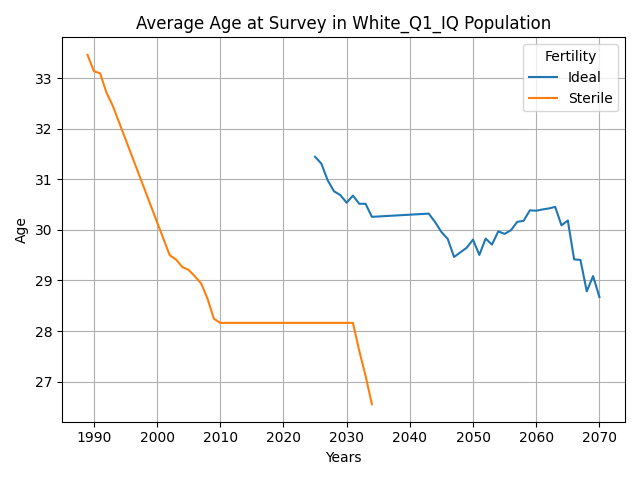 Average Age at Survey in White_Q1_IQ Population
Fertility
Ideal
Sterile
Age
33
32
31
30
29
28
27
1990 2000 2010 2020 2030 2040 2050 2060 2070
Years